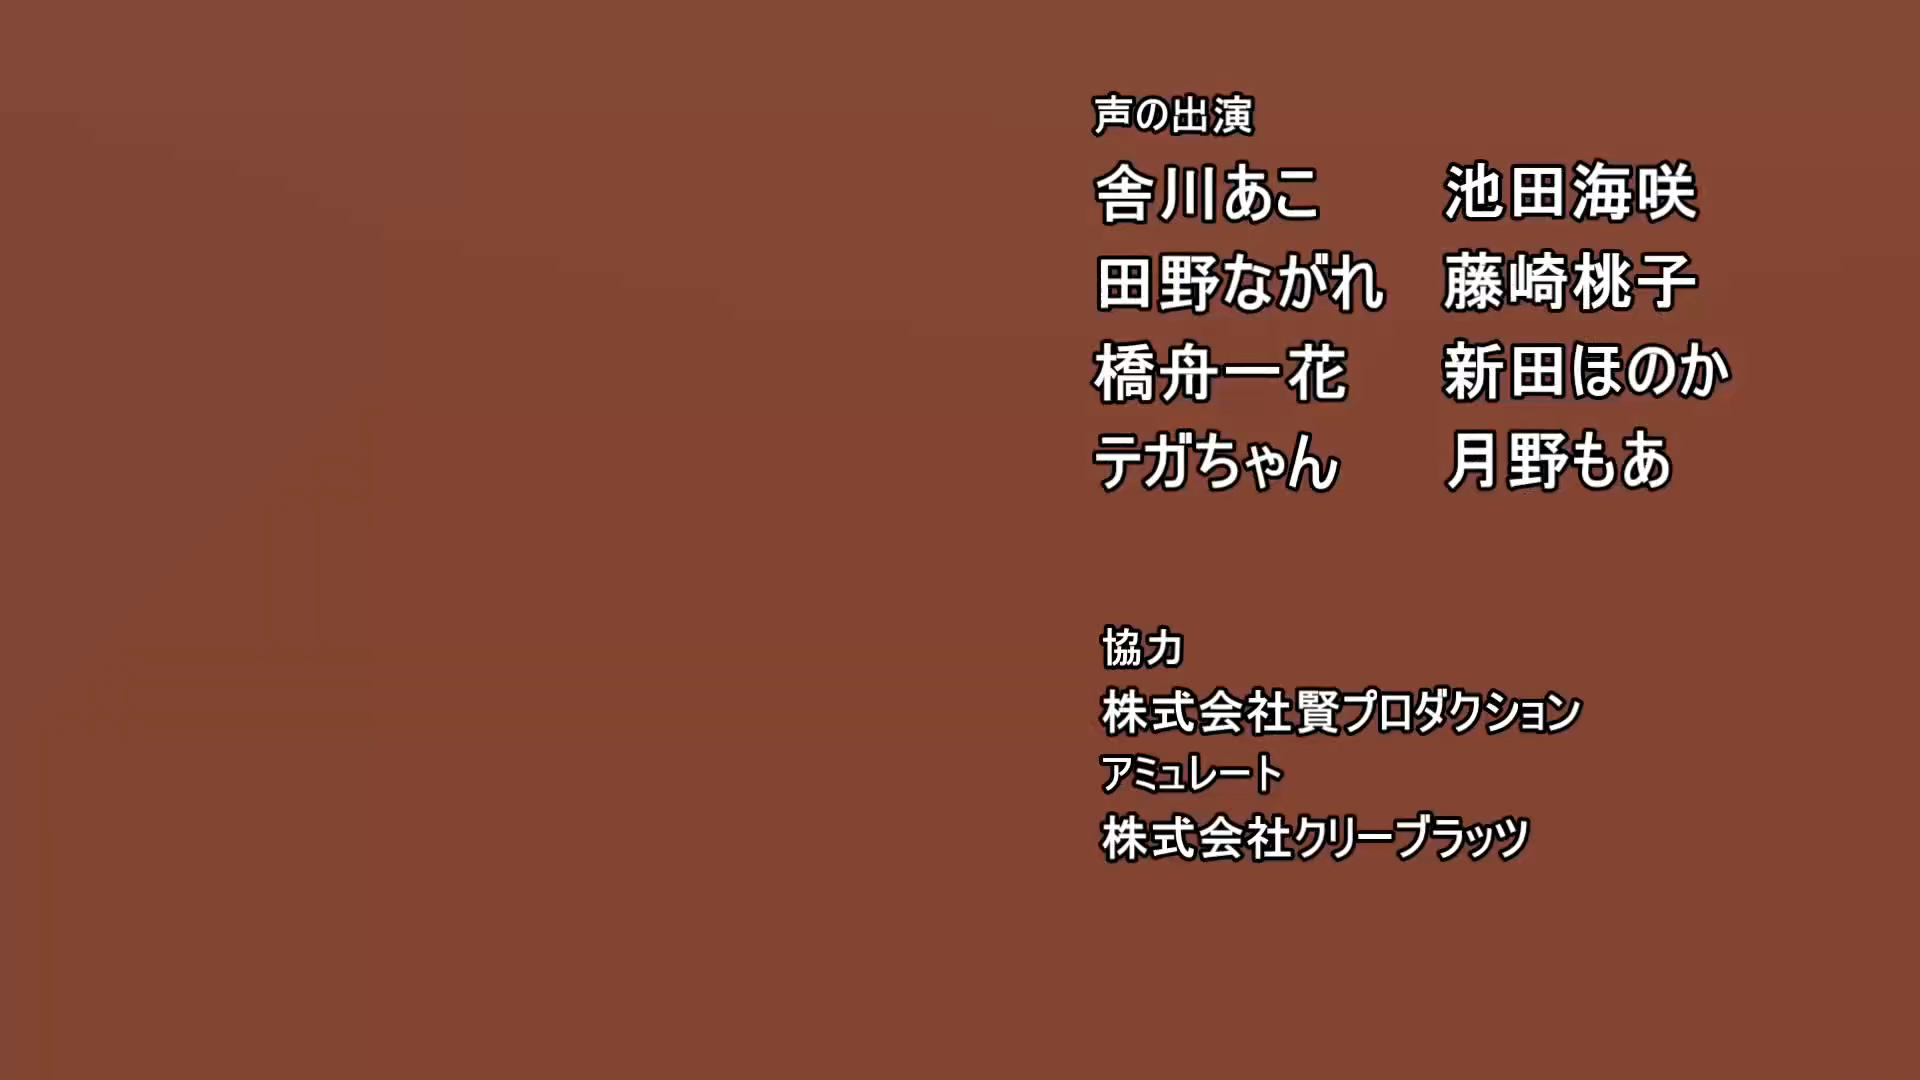 声の出演
舎川あこ 池田海咲
田野ながれ 藤崎桃子
橋舟一花 新田ほのか
テガちゃん 月野もあ
協力
株式会社賢プロダクション
アミュレート
株式会社クリーブラッツ